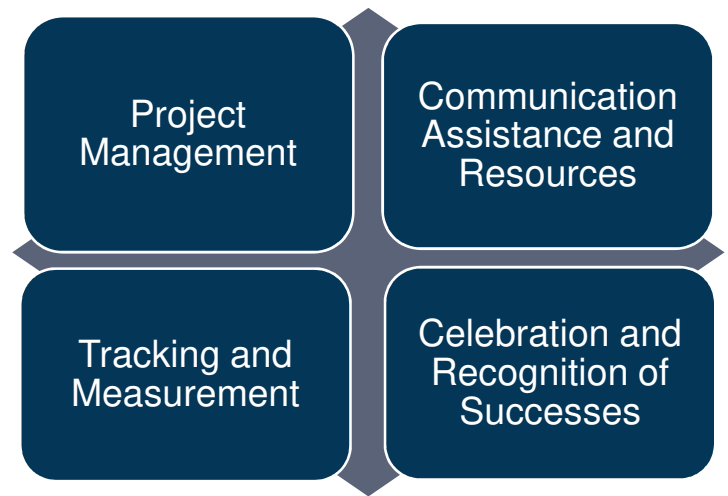 Project
Management
Communication
Assistance and
Resources
Tracking and
Measurement
Celebration and
Recognition of
Successes